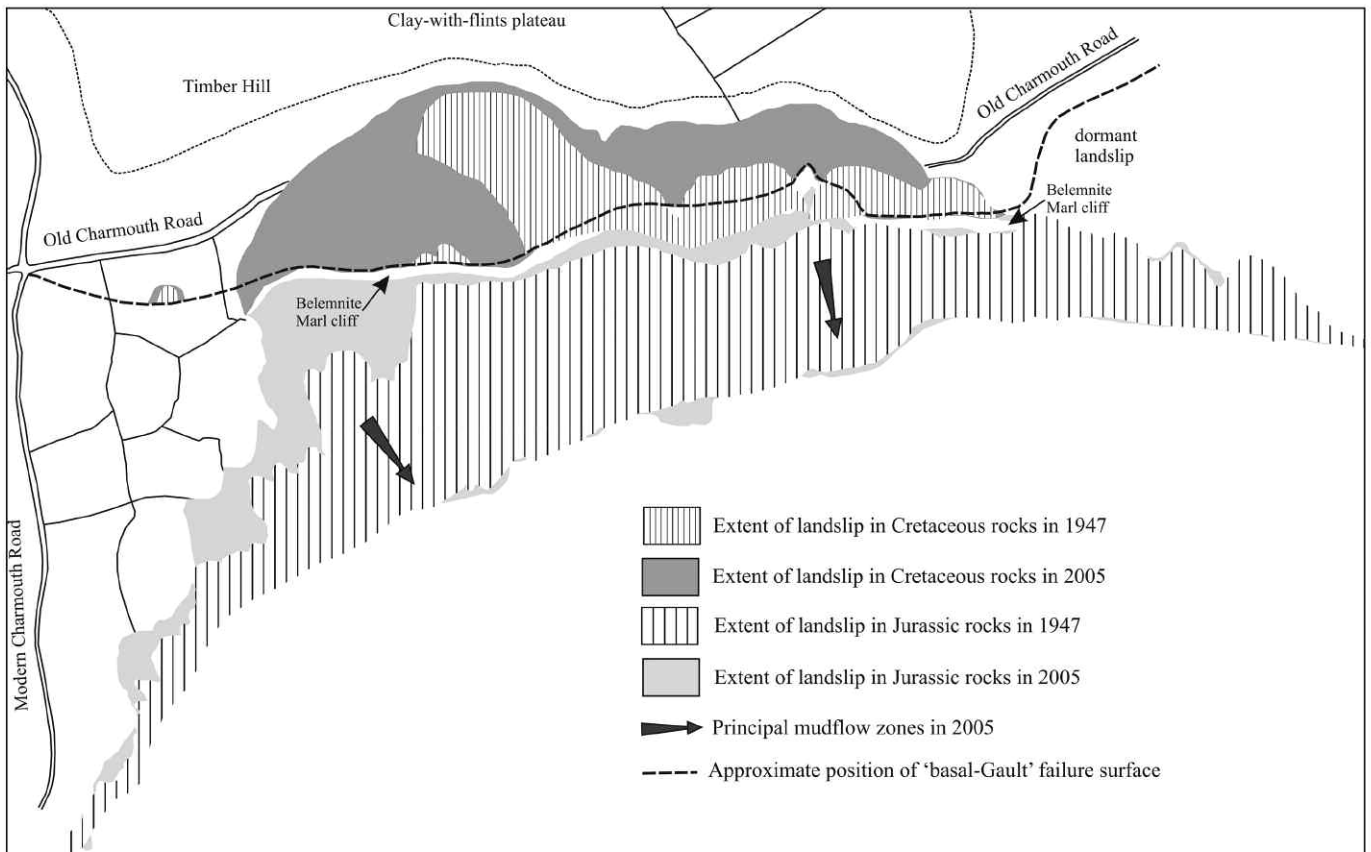 Clay-with-flints plateau
Timber Hill
Old Charmouth Road
dormant
landslip
Belemnite
Marl cliff
Old Charmouth Road
Belemnite
Marl cliff
Modern Charmouth Road
Extent of landslip in Cretaceous rocks in 1947
Extent of landslip in Cretaceous rocks in 2005
Extent of landslip in Jurassic rocks in 1947
Extent of landslip in Jurassic rocks in 2005
Principal mudflow zones in 2005
Approximate position of ‘basal-Gault’ failure surface